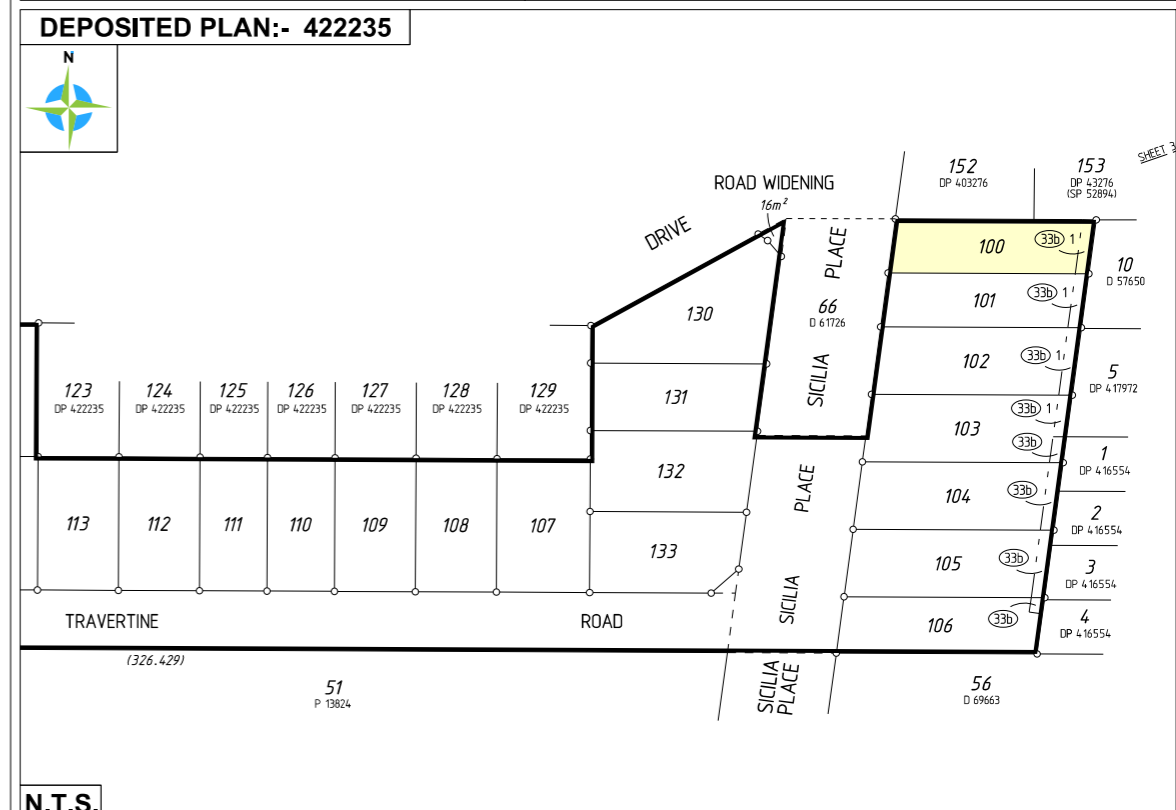 DEPOSITED PLAN:- 422235
N
SHEET 3
152
DP 403276
153
DP 43276
(SP 52894)
ROAD WIDENING
16m²
DRIVE
PLACE
100
33b 1
10
D 57650
66
D 61726
SICILIA
101
33b 1
130
102
33b 1
5
DP 417972
123
DP 422235
124
DP 422235
125
DP 422235
126
DP 422235
127
DP 422235
128
DP 422235
129
DP 422235
131
103
33b 1
33b
1
DP 416554
132
PLACE
104
33b
2
DP 416554
113
112
111
110
109
108
107
133
105
33b
3
DP 416554
TRAVERTINE
ROAD
SICILIA
106
33b
4
DP 416554
(326.429)
51
P 13824
SICILIA
PLACE
56
D 69663
N.T.S.